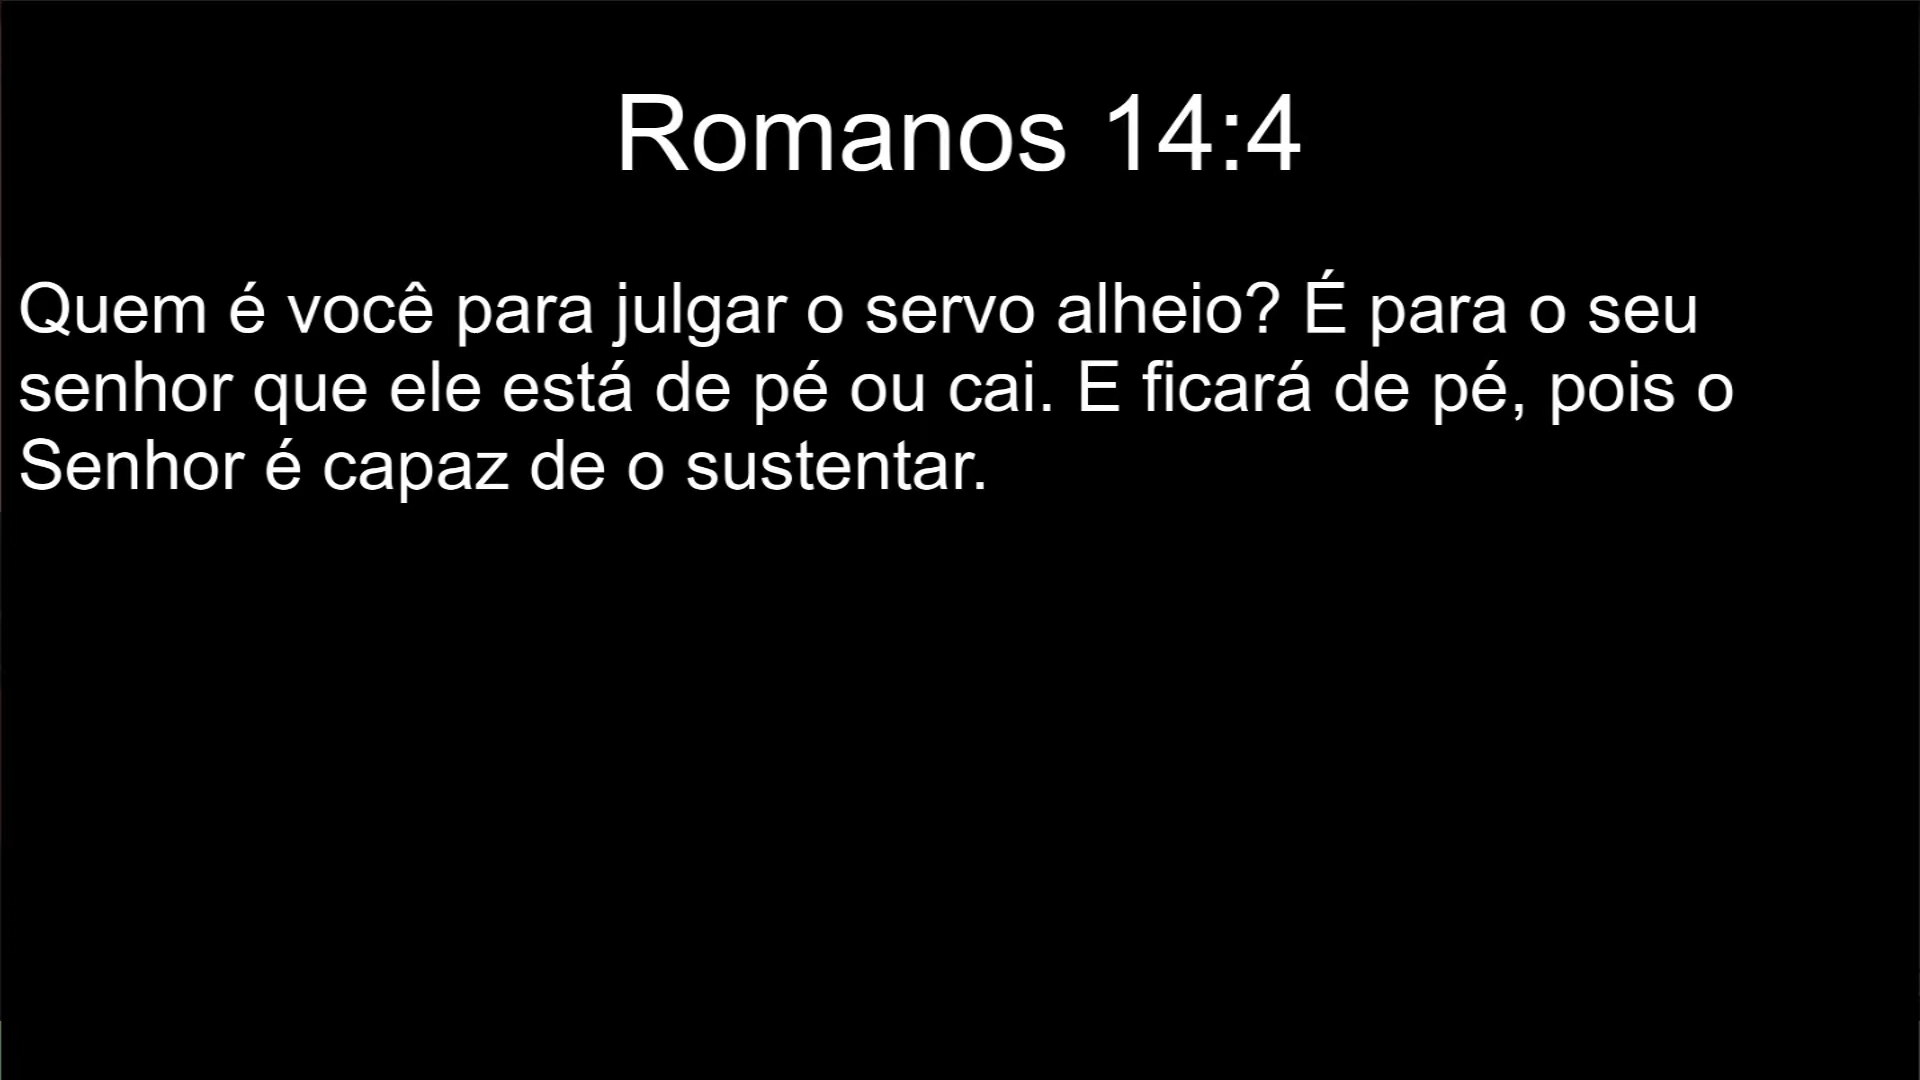 Romanos 14:4
Quem é você para julgar o servo alheio? É para o seu
senhor que ele está de pé ou cai. E ficará de pé, pois o
Senhor é capaz de o sustentar.